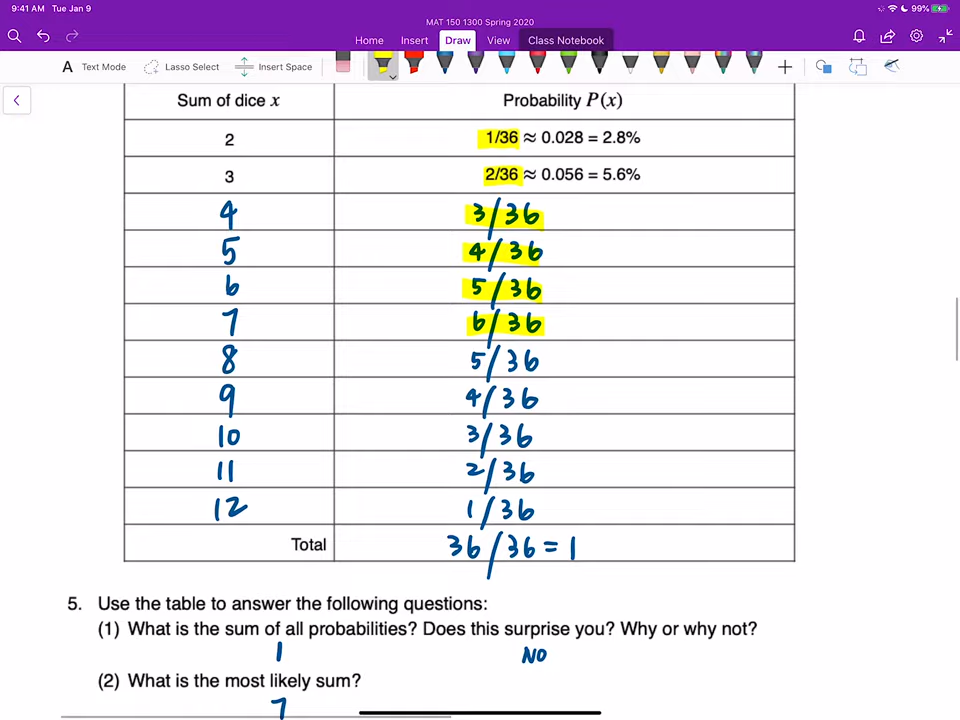 9:41 AM Tue Jan 9 99%
MAT 150 1300 Spring 2020
Home Insert Draw View Class Notebook
A Text Mode Lasso Select Insert Space
Sum of dice x Probability P(x)
2 1/36 ≈ 0.028 = 2.8%
3 2/36 ≈ 0.056 = 5.6%
4 3/36
5 4/36
6 5/36
7 6/36
8 5/36
9 4/36
10 3/36
11 2/36
12 1/36
Total 36/36 = 1
5. Use the table to answer the following questions:
(1) What is the sum of all probabilities? Does this surprise you? Why or why not?
1 NO
(2) What is the most likely sum?
7